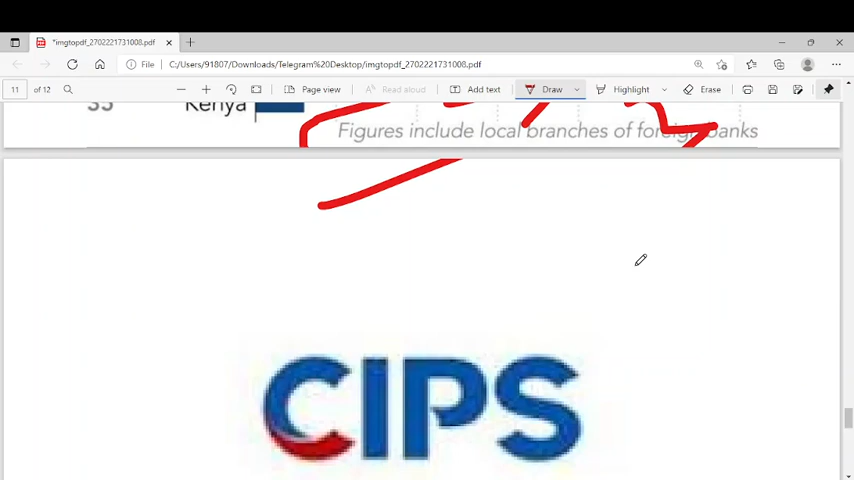 *imgtopdf_2702221731008.pdf
File C:/Users/91807/Downloads/Telegram%20Desktop/imgtopdf_2702221731008.pdf
11 of 12 Page view Read aloud Add text Draw Highlight Erase
35 Kenya
Figures include local branches of foreign banks
CIPS